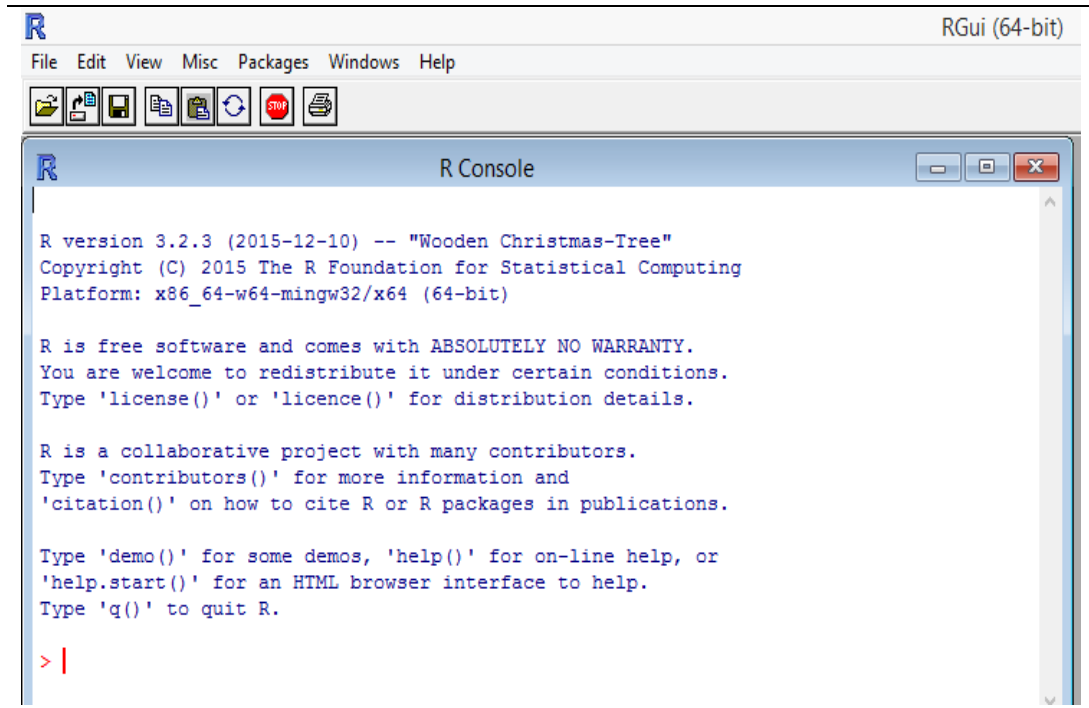 R
RGui (64-bit)
File Edit View Misc Packages Windows Help
STOP
R
R Console
R version 3.2.3 (2015-12-10) -- "Wooden Christmas-Tree"
Copyright (C) 2015 The R Foundation for Statistical Computing
Platform: x86_64-w64-mingw32/x64 (64-bit)
R is free software and comes with ABSOLUTELY NO WARRANTY.
You are welcome to redistribute it under certain conditions.
Type 'license()' or 'licence()' for distribution details.
R is a collaborative project with many contributors.
Type 'contributors()' for more information and
'citation()' on how to cite R or R packages in publications.
Type 'demo()' for some demos, 'help()' for on-line help, or
'help.start()' for an HTML browser interface to help.
Type 'q()' to quit R.
>